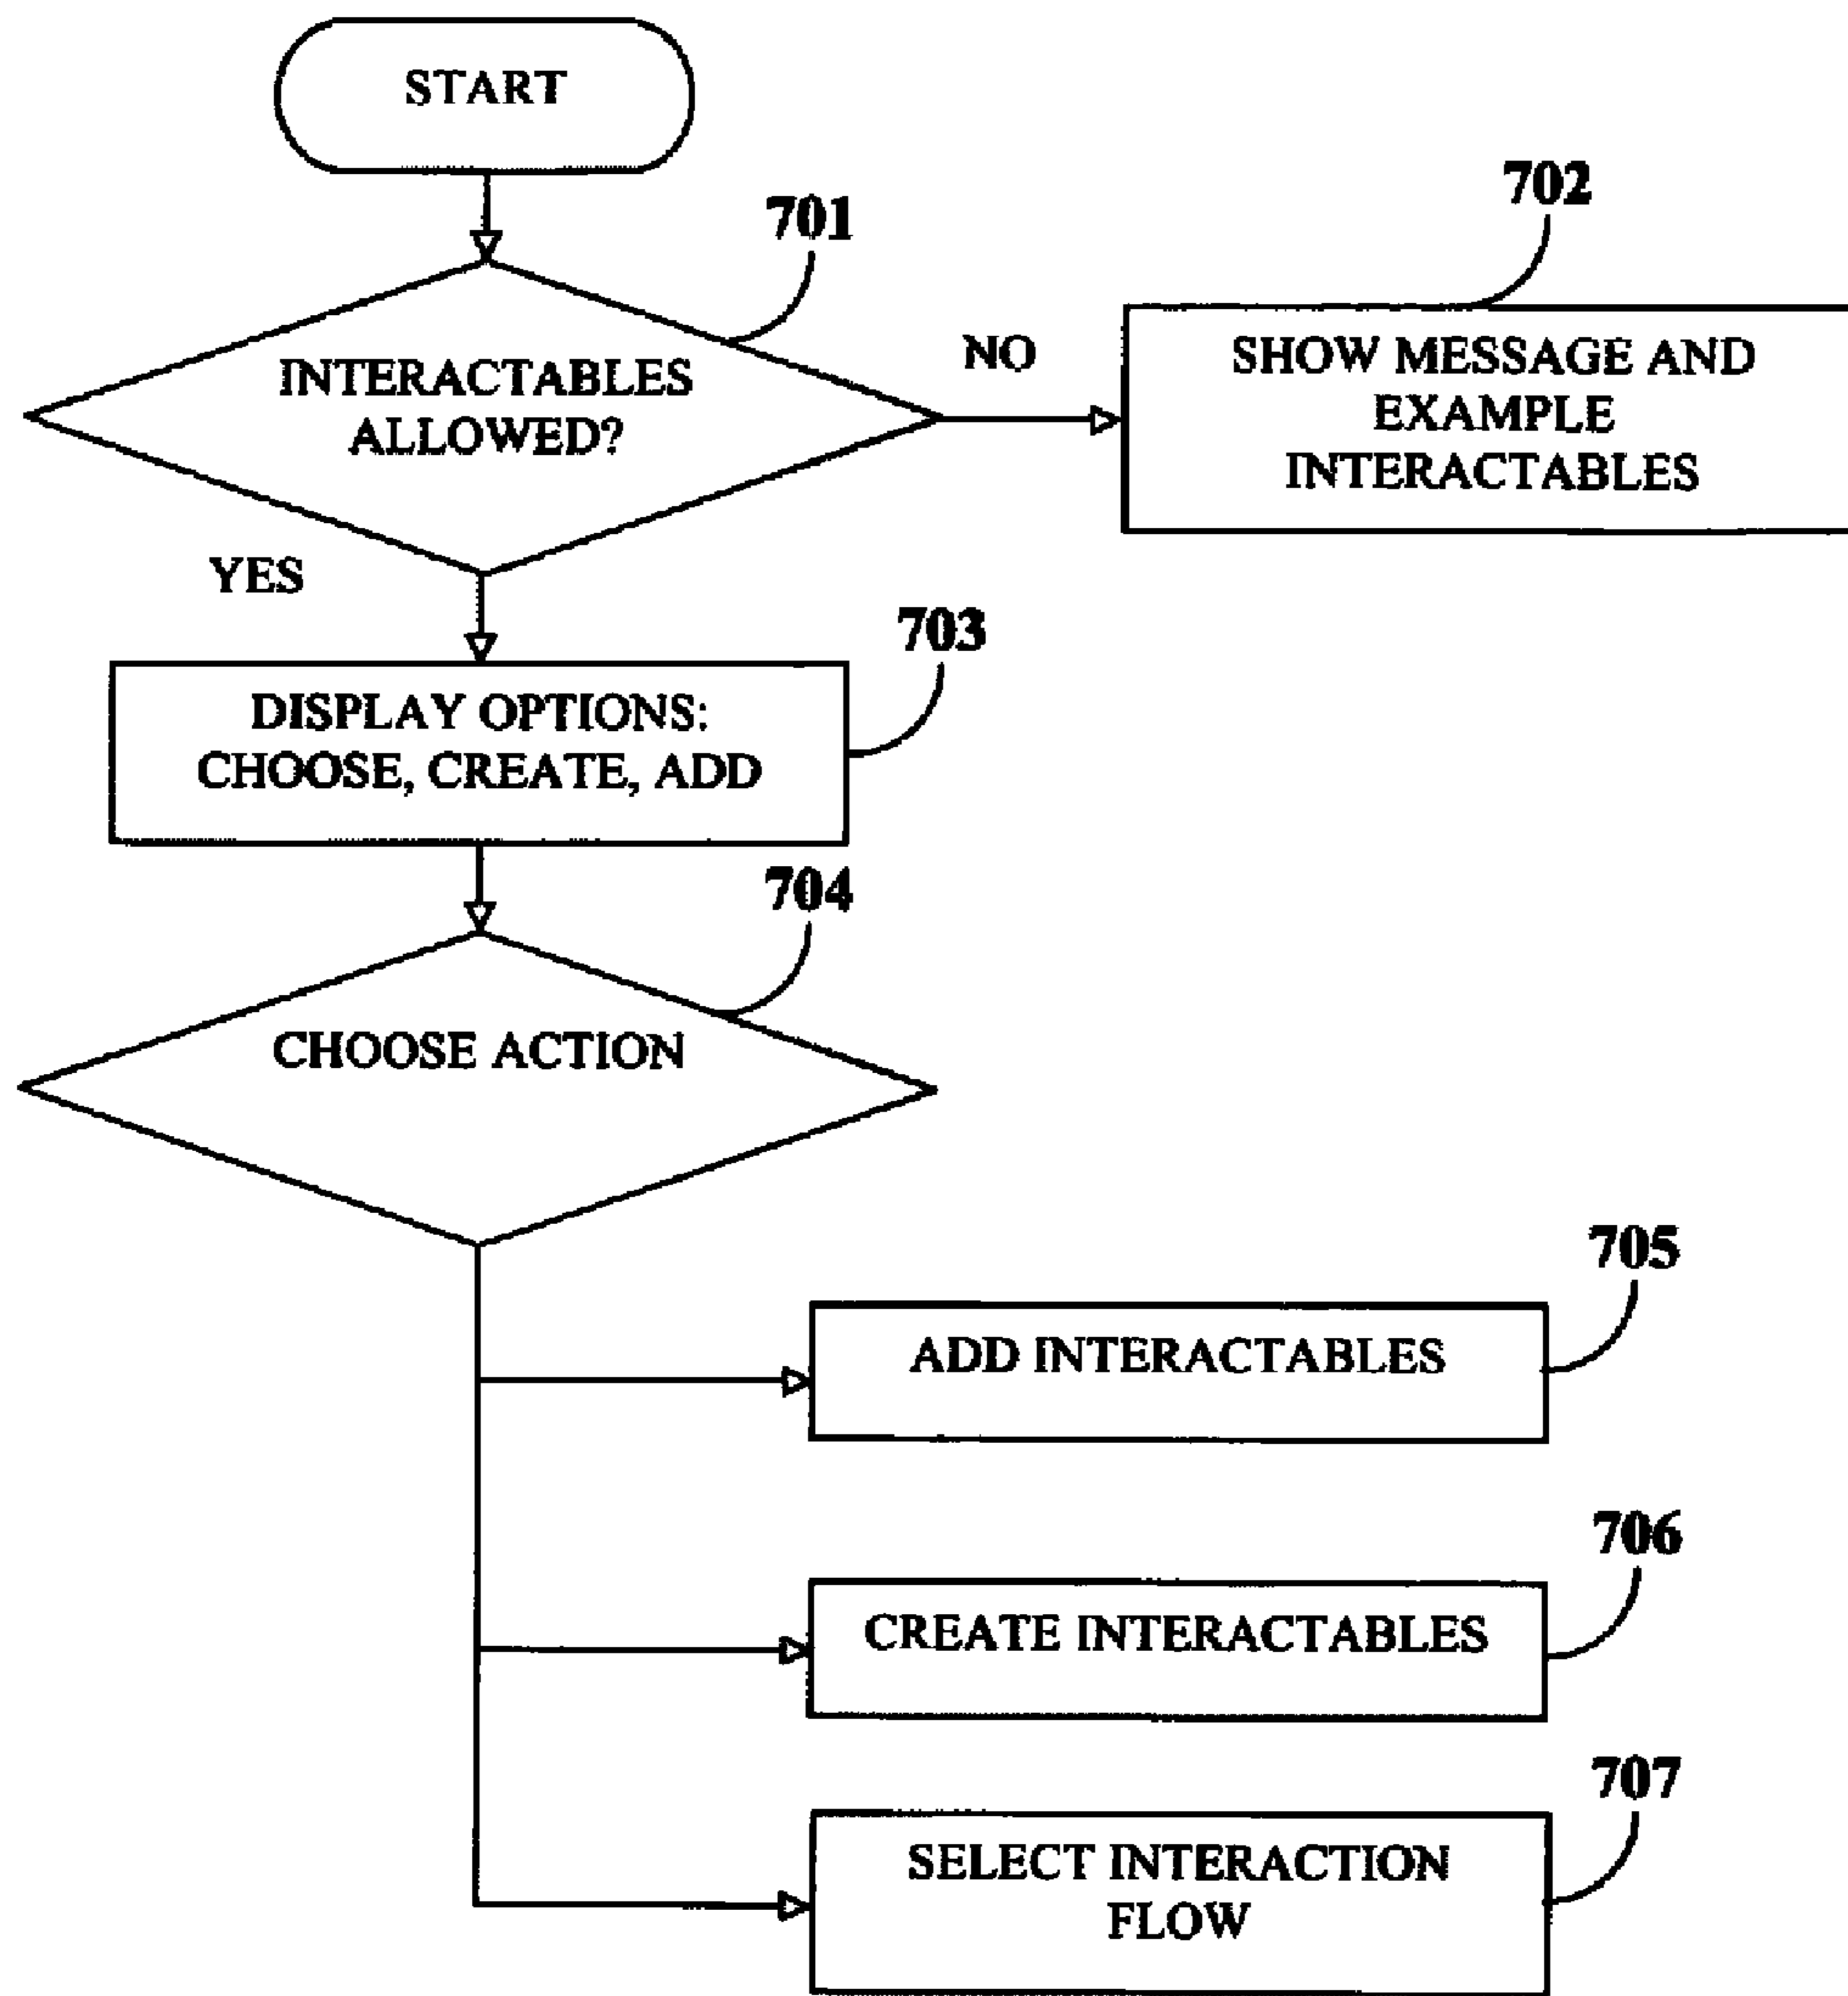 START
701
INTERACTABLES
ALLOWED?
NO
702
SHOW MESSAGE AND
EXAMPLE
INTERACTABLES
YES
703
DISPLAY OPTIONS:
CHOOSE, CREATE, ADD
704
CHOOSE ACTION
705
ADD INTERACTABLES
706
CREATE INTERACTABLES
707
SELECT INTERACTION
FLOW